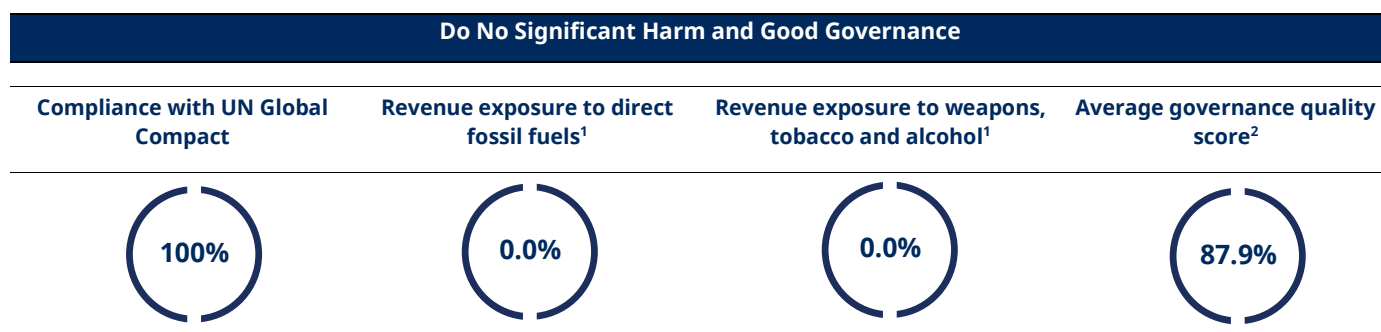 Do No Significant Harm and Good Governance
Compliance with UN Global
Compact
Revenue exposure to direct
fossil fuels¹
Revenue exposure to weapons,
tobacco and alcohol¹
Average governance quality
score²
100%
0.0%
0.0%
87.9%